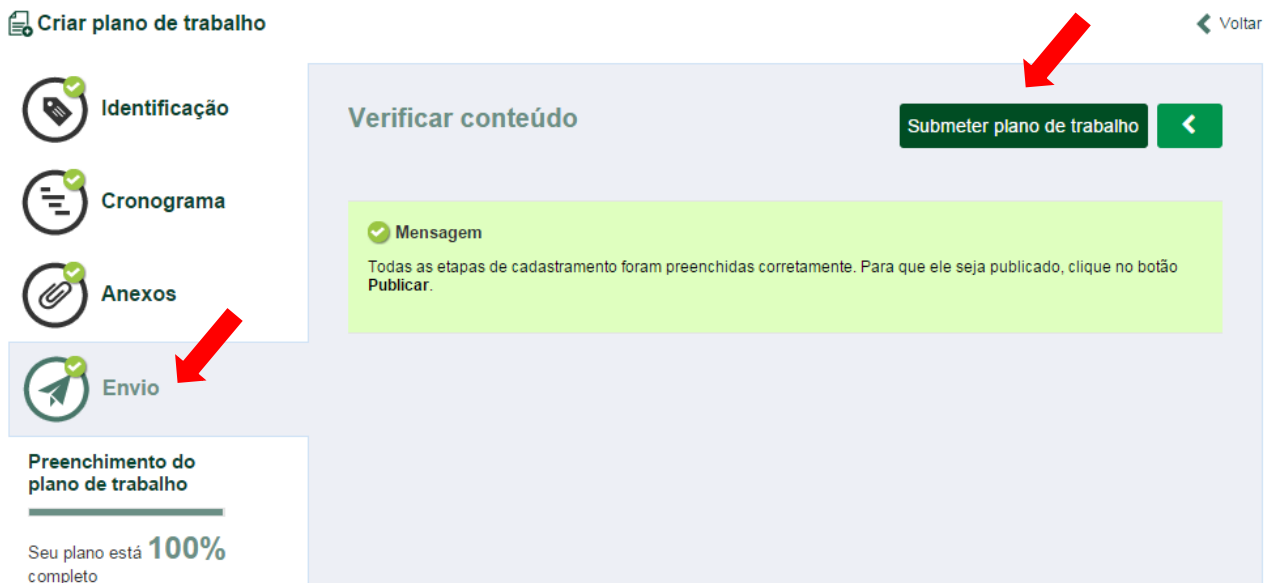 Criar plano de trabalho
Voltar
Identificação
Cronograma
Anexos
Envio
Preenchimento do
plano de trabalho
Seu plano está 100%
completo
Verificar conteúdo
Submeter plano de trabalho
Mensagem
Todas as etapas de cadastramento foram preenchidas corretamente. Para que ele seja publicado, clique no botão
Publicar.